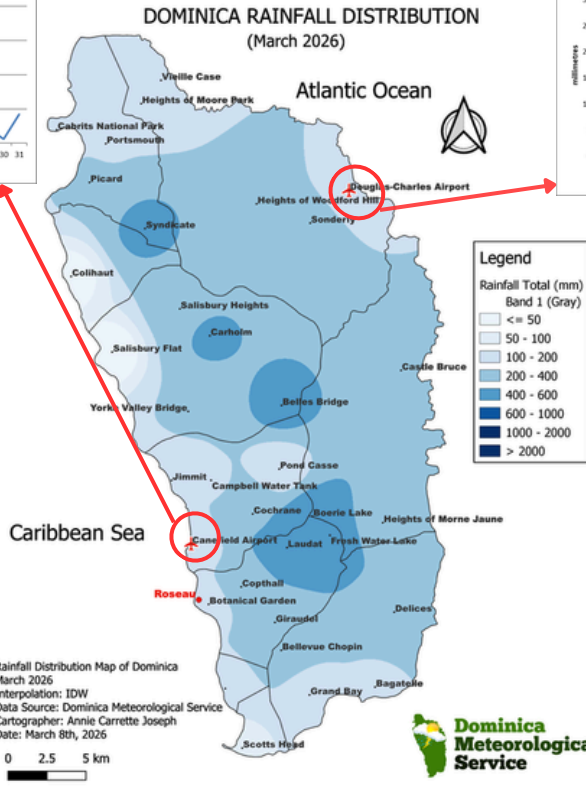 DOMINICA RAINFALL DISTRIBUTION
(March 2026)
30 31
millimetres
Atlantic Ocean
Vieille Case
Heights of Moore Park
Cabrits National Park
Portsmouth
Picard
Douglas-Charles Airport
Heights of Woodford Hill
Sonderly
Syndicate
Colihaut
Salisbury Heights
Carholm
Salisbury Flat
Castle Bruce
York Valley Bridge
Belles Bridge
Legend
Rainfall Total (mm)
Band 1 (Gray)
<= 50
50 - 100
100 - 200
200 - 400
400 - 600
600 - 1000
1000 - 2000
> 2000
Pond Casse
Jimmit
Campbell Water Tank
Cochrane
Boerie Lake
Heights of Morne Jaune
Caribbean Sea
Canefield Airport
Laudat
Fresh Water Lake
Copthall
Roseau
Botanical Garden
Giraudel
Delices
Bellevue Chopin
Bagatelle
Grand Bay
Scotts Head
Rainfall Distribution Map of Dominica
March 2026
Interpolation: IDW
Data Source: Dominica Meteorological Service
Cartographer: Annie Carrette Joseph
Date: March 8th, 2026
0 2.5 5 km
Dominica
Meteorological
Service